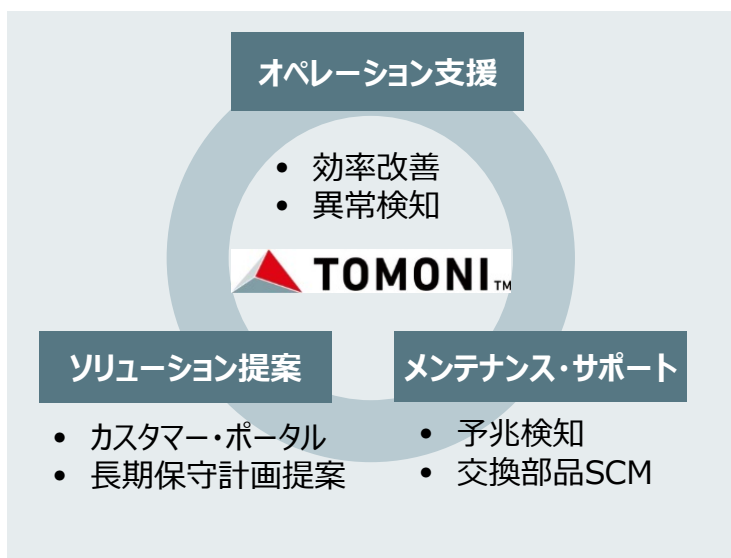 オペレーション支援
• 効率改善
• 異常検知
TOMONI™
ソリューション提案
• カスタマー・ポータル
• 長期保守計画提案
メンテナンス・サポート
• 予兆検知
• 交換部品SCM